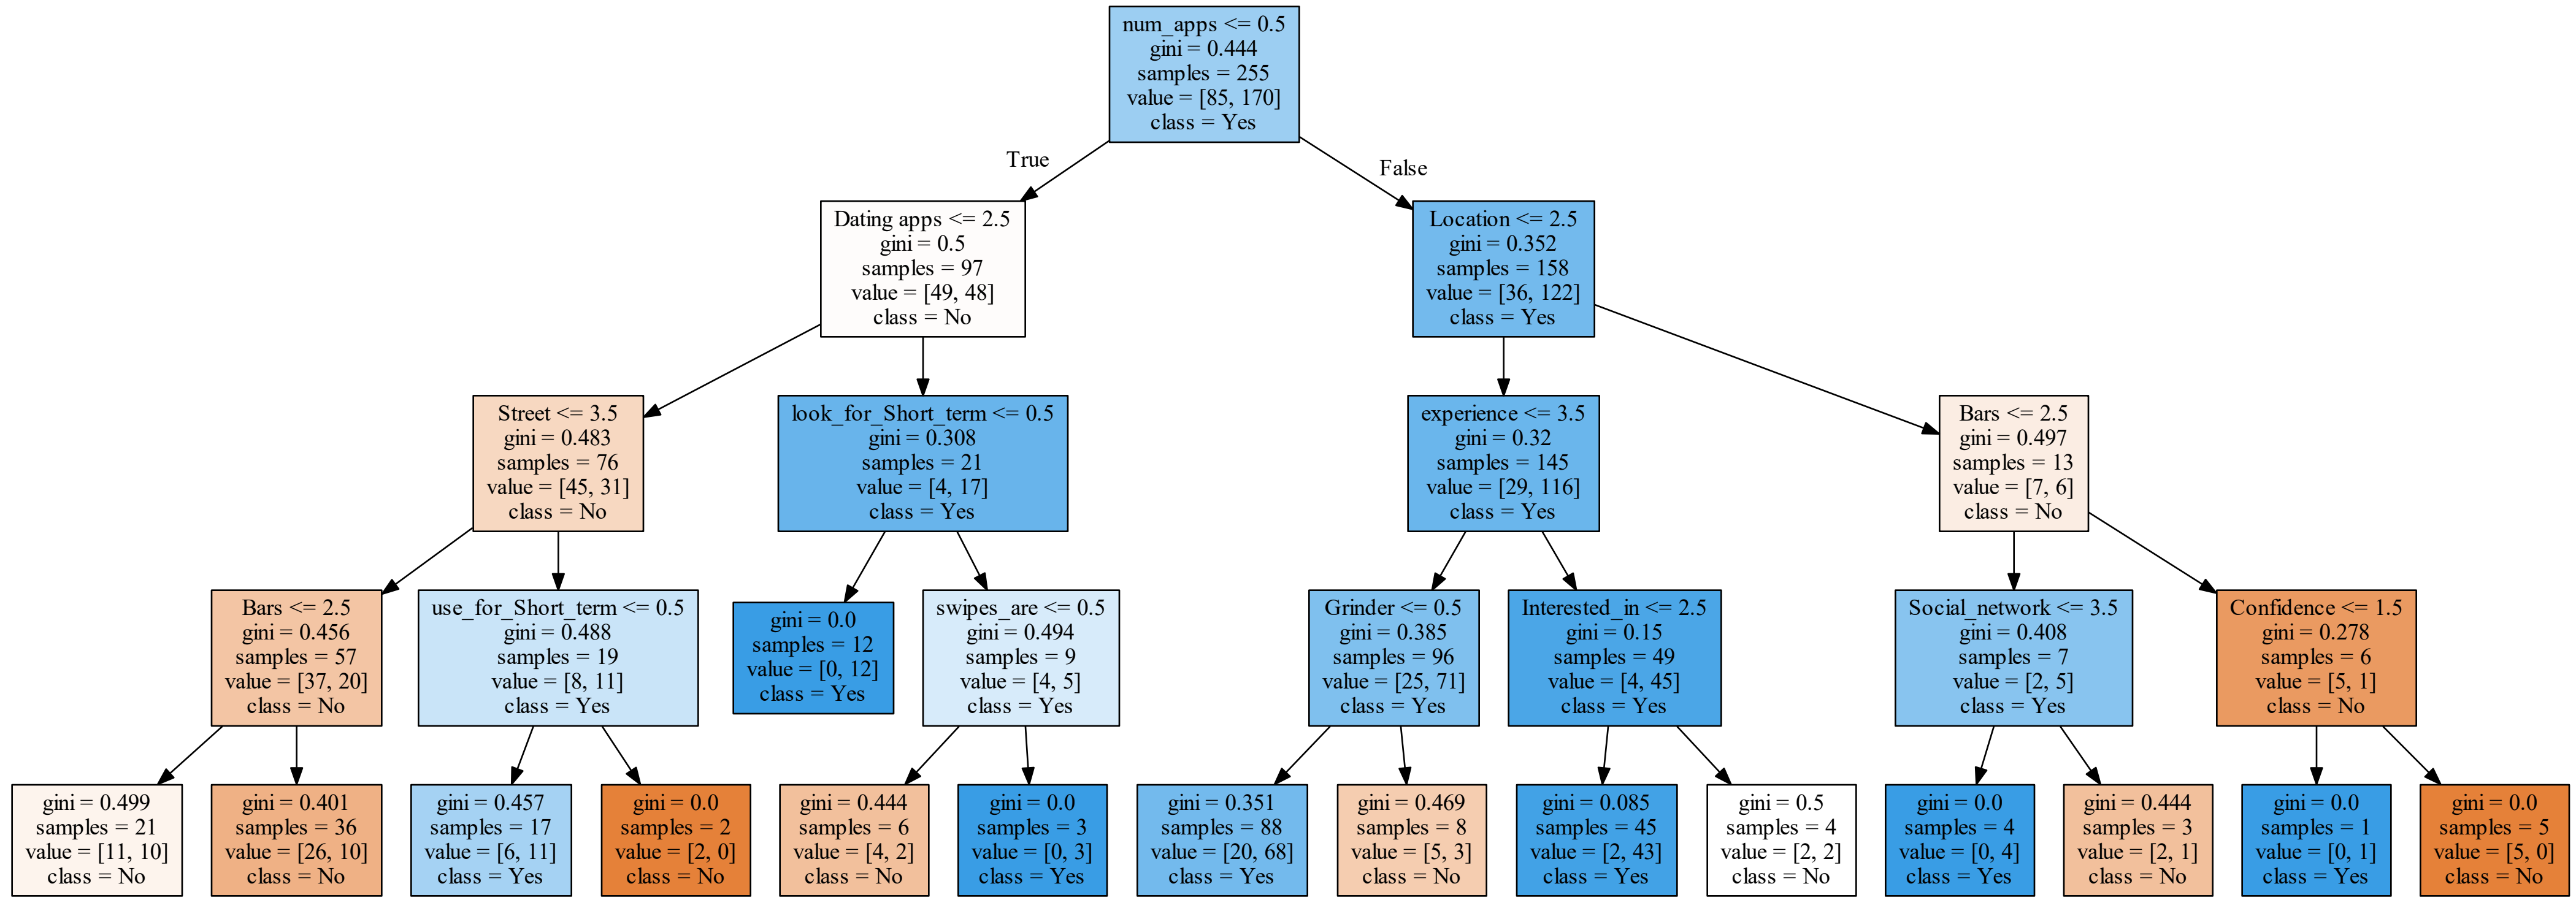 num_apps <= 0.5
gini = 0.444
samples = 255
value = [85, 170]
class = Yes
True
False
Dating apps <= 2.5
gini = 0.5
samples = 97
value = [49, 48]
class = No
Location <= 2.5
gini = 0.352
samples = 158
value = [36, 122]
class = Yes
Street <= 3.5
gini = 0.483
samples = 76
value = [45, 31]
class = No
look_for_Short_term <= 0.5
gini = 0.308
samples = 21
value = [4, 17]
class = Yes
experience <= 3.5
gini = 0.32
samples = 145
value = [29, 116]
class = Yes
Bars <= 2.5
gini = 0.497
samples = 13
value = [7, 6]
class = No
Bars <= 2.5
gini = 0.456
samples = 57
value = [37, 20]
class = No
use_for_Short_term <= 0.5
gini = 0.488
samples = 19
value = [8, 11]
class = Yes
gini = 0.0
samples = 12
value = [0, 12]
class = Yes
swipes_are <= 0.5
gini = 0.494
samples = 9
value = [4, 5]
class = Yes
Grinder <= 0.5
gini = 0.385
samples = 96
value = [25, 71]
class = Yes
Interested_in <= 2.5
gini = 0.15
samples = 49
value = [4, 45]
class = Yes
Social_network <= 3.5
gini = 0.408
samples = 7
value = [2, 5]
class = Yes
Confidence <= 1.5
gini = 0.278
samples = 6
value = [5, 1]
class = No
gini = 0.499
samples = 21
value = [11, 10]
class = No
gini = 0.401
samples = 36
value = [26, 10]
class = No
gini = 0.457
samples = 17
value = [6, 11]
class = Yes
gini = 0.0
samples = 2
value = [2, 0]
class = No
gini = 0.444
samples = 6
value = [4, 2]
class = No
gini = 0.0
samples = 3
value = [0, 3]
class = Yes
gini = 0.351
samples = 88
value = [20, 68]
class = Yes
gini = 0.469
samples = 8
value = [5, 3]
class = No
gini = 0.085
samples = 45
value = [2, 43]
class = Yes
gini = 0.5
samples = 4
value = [2, 2]
class = No
gini = 0.0
samples = 4
value = [0, 4]
class = Yes
gini = 0.444
samples = 3
value = [2, 1]
class = No
gini = 0.0
samples = 1
value = [0, 1]
class = Yes
gini = 0.0
samples = 5
value = [5, 0]
class = No